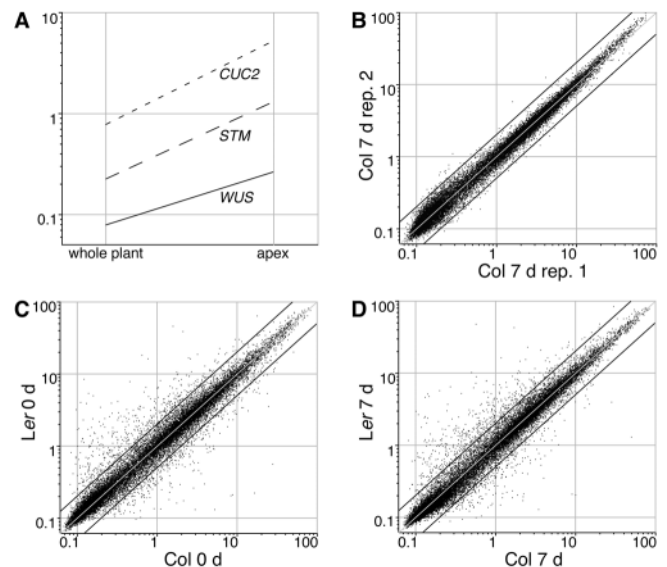 A
10
1
0.1
CUC2
STM
WUS
whole plant
apex
B
100
10
1
0.1
Col 7 d rep. 2
0.1
1
10
100
Col 7 d rep. 1
C
100
10
1
0.1
Ler 0 d
0.1
1
10
100
Col 0 d
D
100
10
1
0.1
Ler 7 d
0.1
1
10
100
Col 7 d